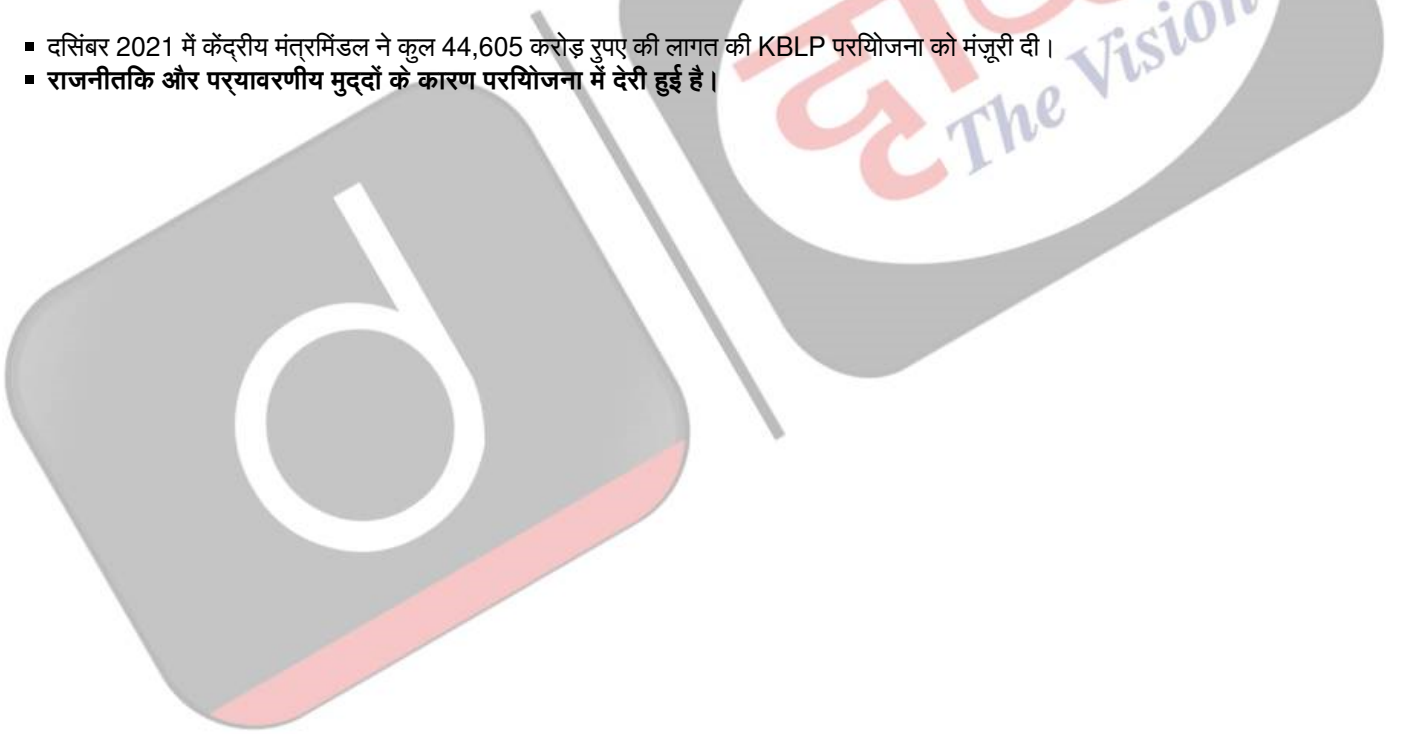 ▪ दिसंबर 2021 में केंद्रीय मंत्रिमंडल ने कुल 44,605 करोड़ रुपए की लागत की KBLP परियोजना को मंज़ूरी दी।
▪ राजनीतिक और पर्यावरणीय मुद्दों के कारण परियोजना में देरी हुई है।
The Vision